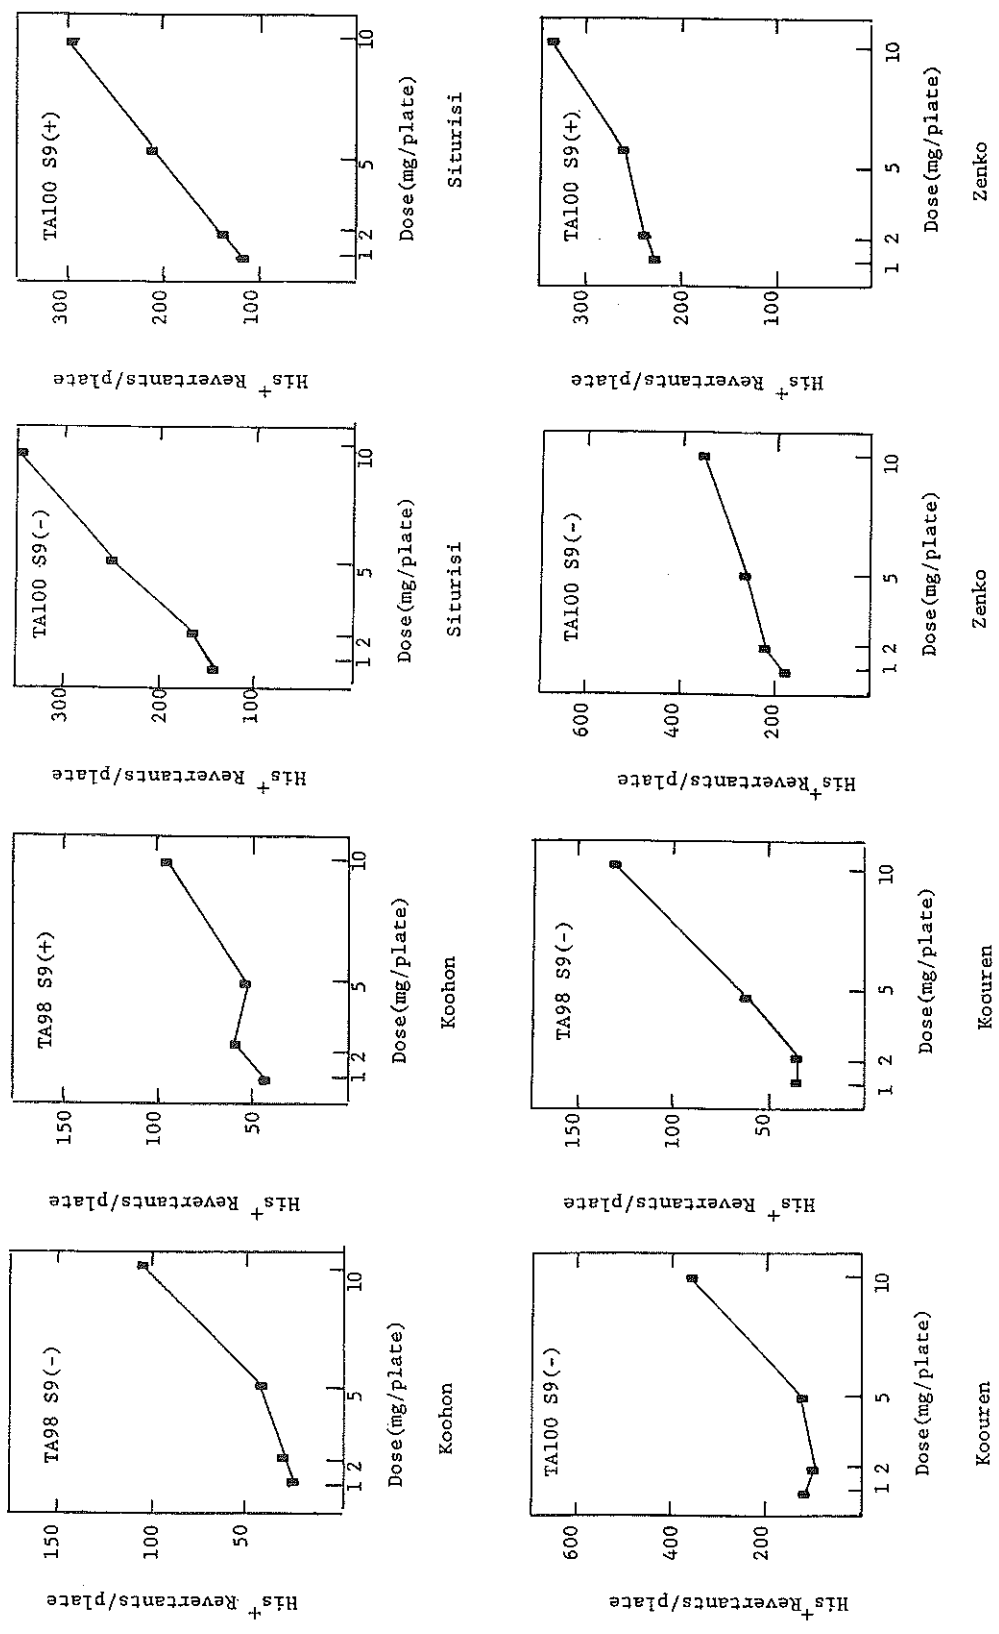 His⁺ Revertants/plate
150
100
50
TA98 S9(-)
1 2 5 10
Dose(mg/plate)
Koohon
His⁺ Revertants/plate
150
100
50
TA98 S9(+)
1 2 5 10
Dose(mg/plate)
Koohon
His⁺ Revertants/plate
300
200
100
TA100 S9(-)
1 2 5 10
Dose(mg/plate)
Siturisi
His⁺ Revertants/plate
300
200
100
TA100 S9(+)
1 2 5 10
Dose(mg/plate)
Siturisi
His⁺Revertants/plate
600
400
200
TA100 S9(-)
1 2 5 10
Dose(mg/plate)
Koouren
His⁺ Revertants/plate
150
100
50
TA98 S9(-)
1 2 5 10
Dose(mg/plate)
Koouren
His⁺Revertants/plate
600
400
200
TA100 S9(-)
1 2 5 10
Dose(mg/plate)
Zenko
His⁺ Revertants/plate
300
200
100
TA100 S9(+)
1 2 5 10
Dose(mg/plate)
Zenko